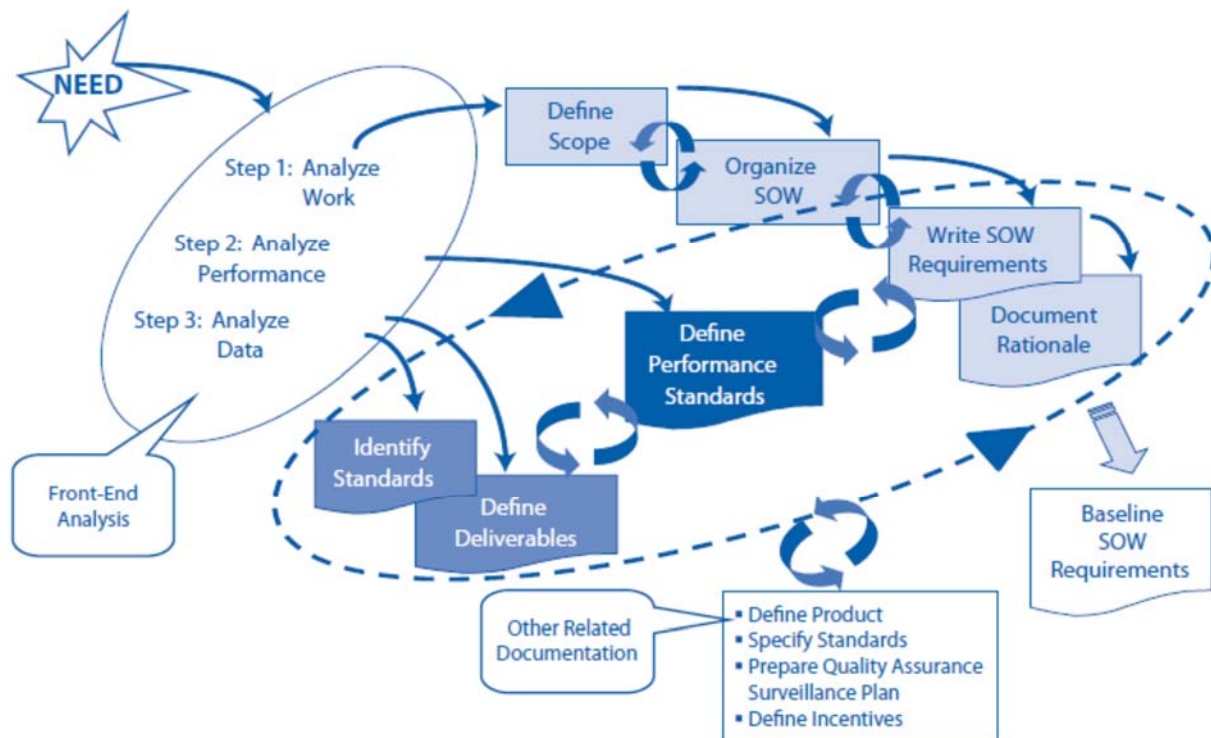 NEED
Step 1: Analyze
Work
Step 2: Analyze
Performance
Step 3: Analyze
Data
Front-End
Analysis
Define
Scope
Organize
SOW
Write SOW
Requirements
Document
Rationale
Define
Performance
Standards
Identify
Standards
Define
Deliverables
Baseline
SOW
Requirements
Other Related
Documentation
▪ Define Product
▪ Specify Standards
▪ Prepare Quality Assurance
Surveillance Plan
▪ Define Incentives